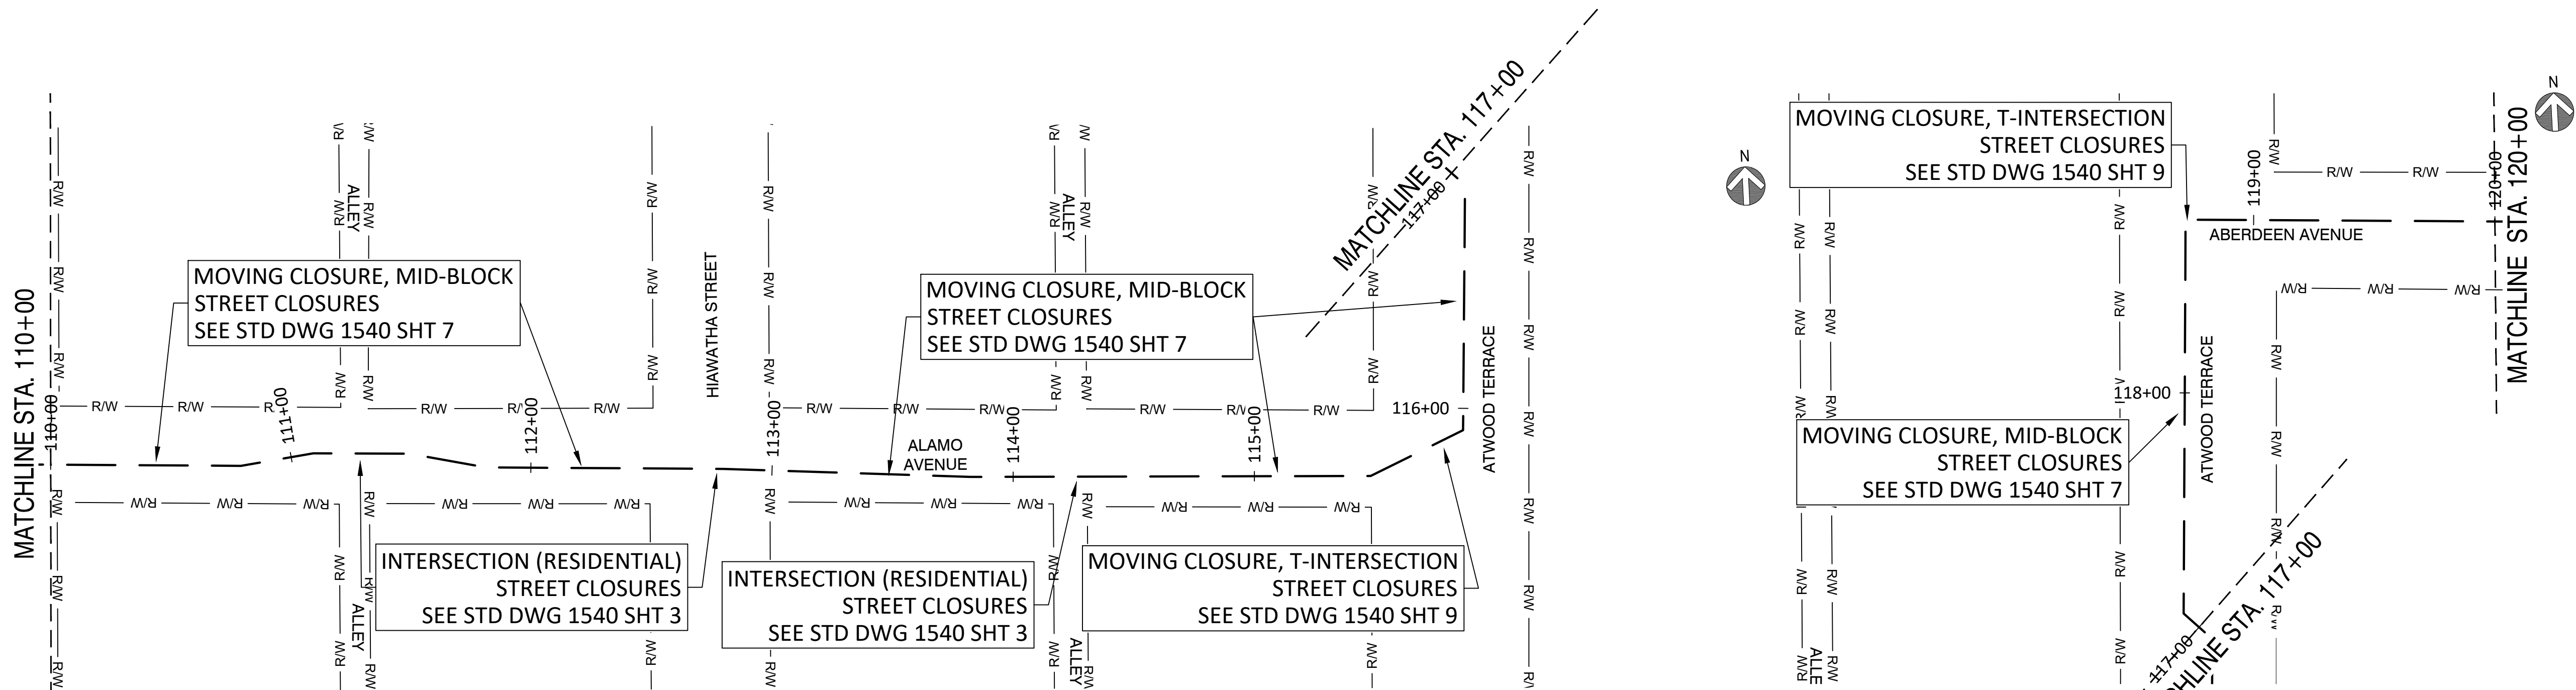 MATCHLINE STA. 110+00
110+00
R/W
R/W
R/W
R/W
R/W
R/W
R/W
R/W
R/W
R/W
111+00
ALLEY
R/W
R/W
R/W
R/W
R/W
R/W
MOVING CLOSURE, MID-BLOCK
STREET CLOSURES
SEE STD DWG 1540 SHT 7
R/W
R/W
R/W
112+00
R/W
R/W
R/W
HIAWATHA STREET
R/W
R/W
R/W
113+00
R/W
R/W
R/W
R/W
R/W
R/W
R/W
R/W
R/W
ALLEY
R/W
R/W
R/W
R/W
R/W
R/W
INTERSECTION (RESIDENTIAL)
STREET CLOSURES
SEE STD DWG 1540 SHT 3
ALAMO
AVENUE
R/W
R/W
R/W
114+00
ALLEY
R/W
R/W
R/W
R/W
R/W
R/W
MOVING CLOSURE, MID-BLOCK
STREET CLOSURES
SEE STD DWG 1540 SHT 7
R/W
R/W
R/W
115+00
R/W
R/W
R/W
116+00
MATCHLINE STA. 117+00
117+00
ATWOOD TERRACE
R/W
R/W
R/W
R/W
R/W
R/W
R/W
R/W
R/W
R/W
R/W
R/W
INTERSECTION (RESIDENTIAL)
STREET CLOSURES
SEE STD DWG 1540 SHT 3
ALLEY
R/W
R/W
R/W
R/W
R/W
MOVING CLOSURE, T-INTERSECTION
STREET CLOSURES
SEE STD DWG 1540 SHT 9
R/W
N
MOVING CLOSURE, T-INTERSECTION
STREET CLOSURES
SEE STD DWG 1540 SHT 9
R/W
R/W
R/W
R/W
R/W
R/W
R/W
R/W
119+00
R/W
R/W
R/W
ABERDEEN AVENUE
R/W
R/W
R/W
120+00
MATCHLINE STA. 120+00
N
118+00
MOVING CLOSURE, MID-BLOCK
STREET CLOSURES
SEE STD DWG 1540 SHT 7
ATWOOD TERRACE
R/W
R/W
R/W
R/W
R/W
R/W
R/W
R/W
R/W
117+00
STA. 117+00